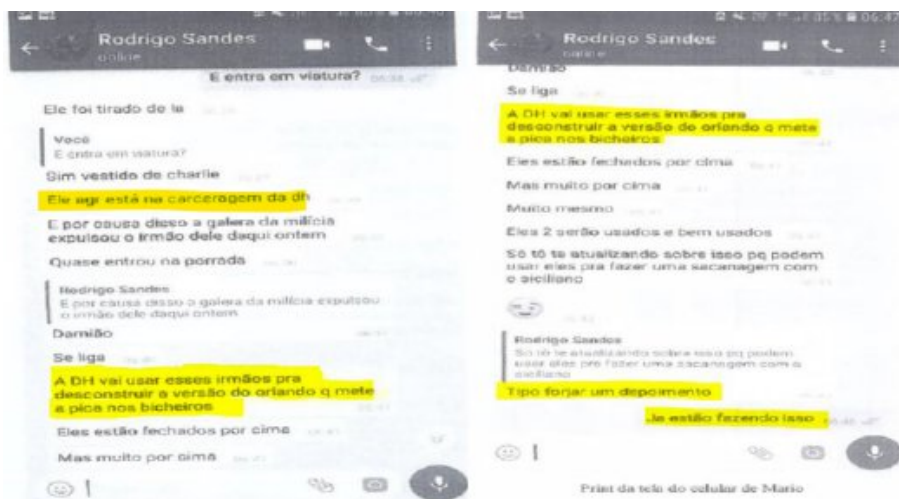 Rodrigo Sandes
online
E entra em viatura?
Ele foi tirado de la
Você
E entra em viatura?
Sim vestido de charlie
Ele agr está na carceragem da dh
E por causa disso a galera da milícia
expulsou o irmão dele daqui ontem
Quase entrou na porrada
Rodrigo Sandes
E por causa disso a galera da milícia expulsou
o irmão dele daqui ontem
Damião
Se liga
A DH vai usar esses irmãos pra
desconstruir a versão do orlando q mete
a pica nos bicheiros
Eles estão fechados por cima
Mas muito por cima
Rodrigo Sandes
online
Damião
Se liga
A DH vai usar esses irmãos pra
desconstruir a versão do orlando q mete
a pica nos bicheiros
Eles estão fechados por cima
Mas muito por cima
Muito mesmo
Eles 2 serão usados e bem usados
Só tô te atualizando sobre isso pq podem
usar eles pra fazer uma sacanagem com
o siciliano
Rodrigo Sandes
Só tô te atualizando sobre isso pq podem
usar eles pra fazer uma sacanagem com o
siciliano
Tipo forjar um depoimento
Ja estão fazendo isso
Print da tela do celular de Mario